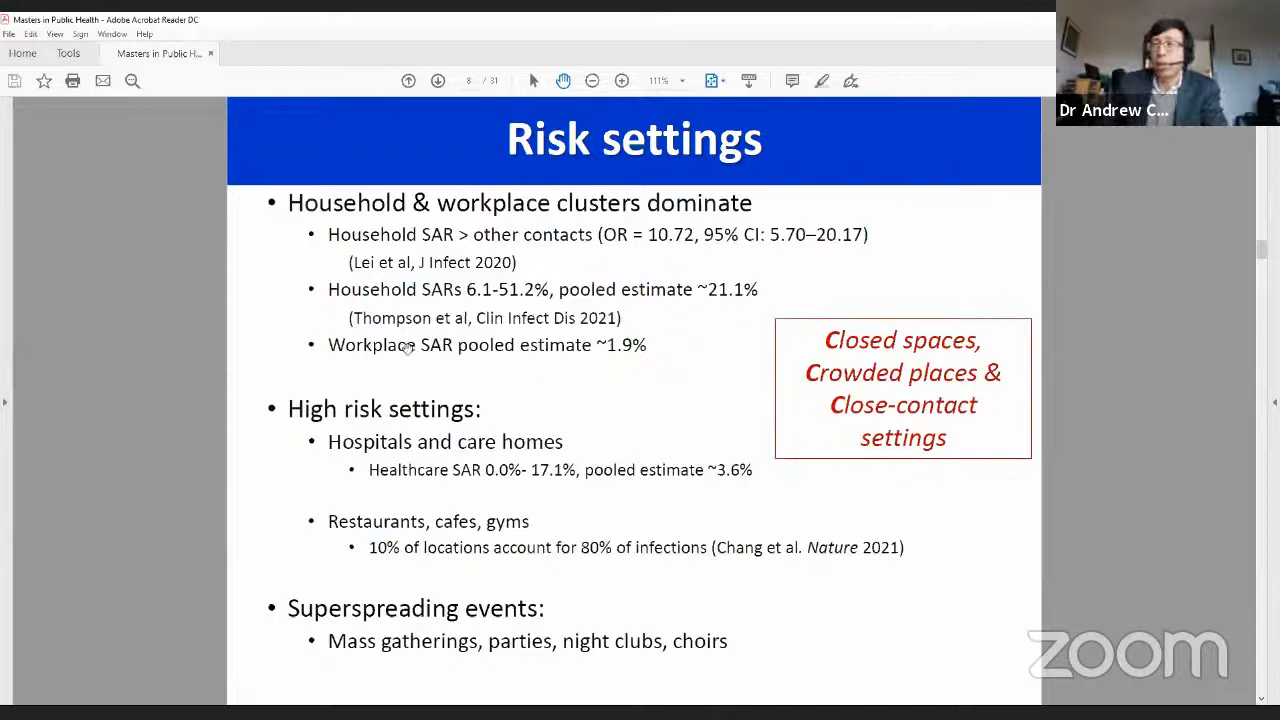 Masters in Public Health - Adobe Acrobat Reader DC
File Edit View Sign Window Help
Home Tools Masters in Public H... ×
8 / 31 111%
Dr Andrew C...
Risk settings
• Household & workplace clusters dominate
• Household SAR > other contacts (OR = 10.72, 95% CI: 5.70–20.17)
(Lei et al, J Infect 2020)
• Household SARs 6.1-51.2%, pooled estimate ~21.1%
(Thompson et al, Clin Infect Dis 2021)
• Workplace SAR pooled estimate ~1.9%
Closed spaces,
Crowded places &
Close-contact
settings
• High risk settings:
• Hospitals and care homes
• Healthcare SAR 0.0%- 17.1%, pooled estimate ~3.6%
• Restaurants, cafes, gyms
• 10% of locations account for 80% of infections (Chang et al. Nature 2021)
• Superspreading events:
• Mass gatherings, parties, night clubs, choirs
zoom